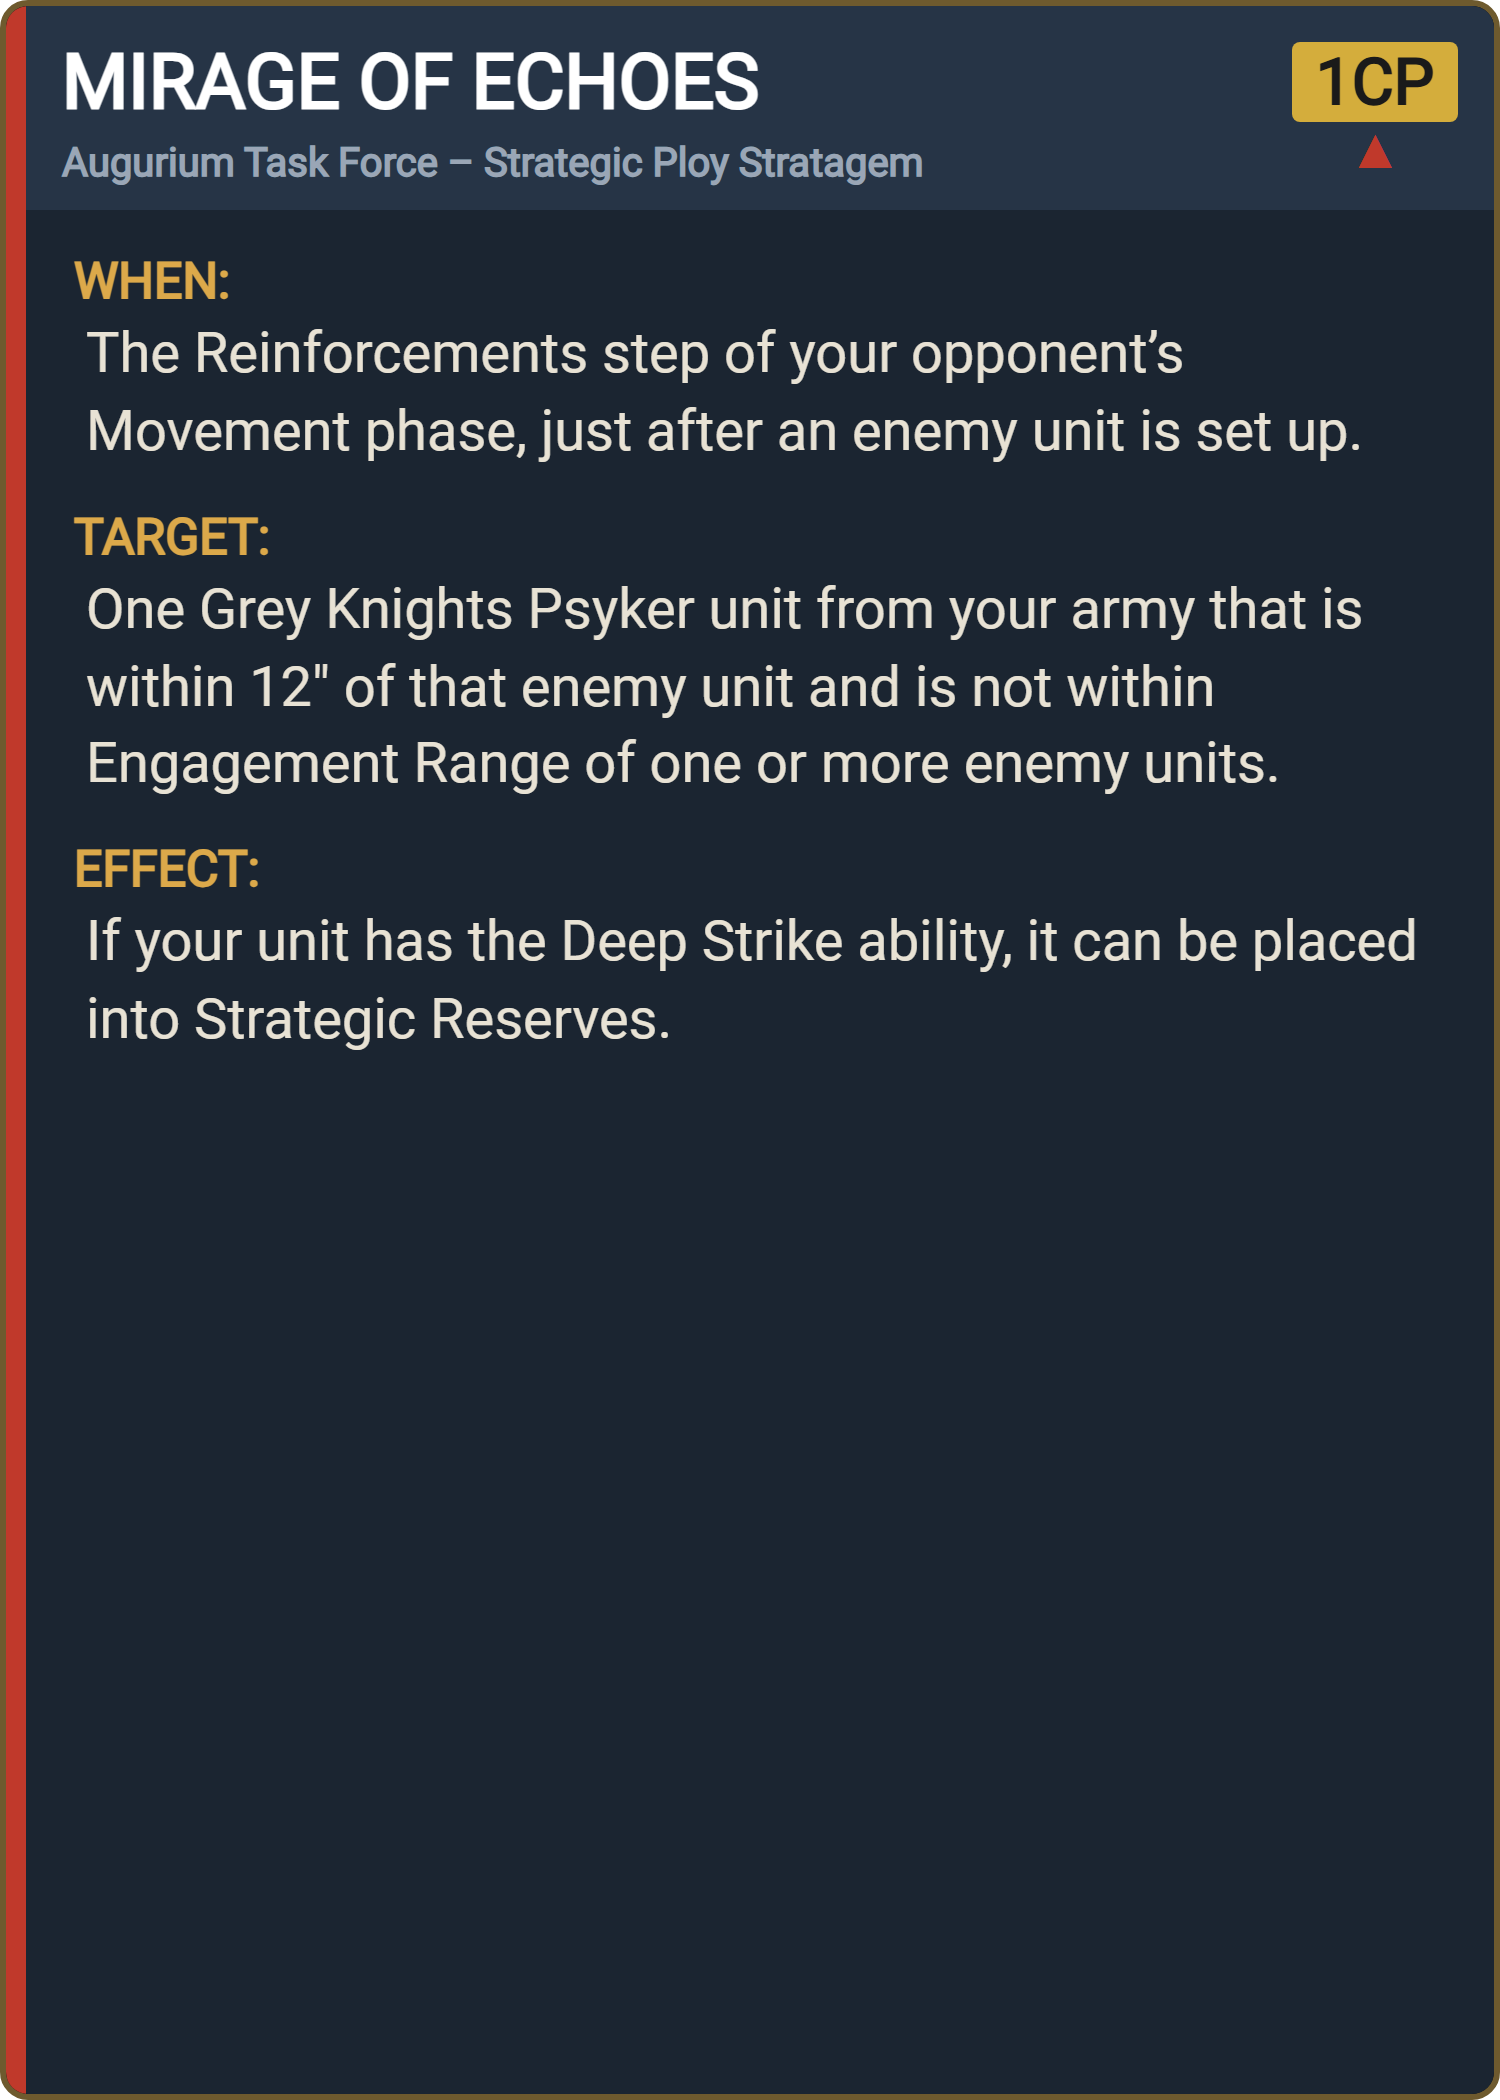 MIRAGE OF ECHOES
1CP
Augurium Task Force – Strategic Ploy Stratagem
WHEN:
The Reinforcements step of your opponent’s
Movement phase, just after an enemy unit is set up.
TARGET:
One Grey Knights Psyker unit from your army that is
within 12" of that enemy unit and is not within
Engagement Range of one or more enemy units.
EFFECT:
If your unit has the Deep Strike ability, it can be placed
into Strategic Reserves.